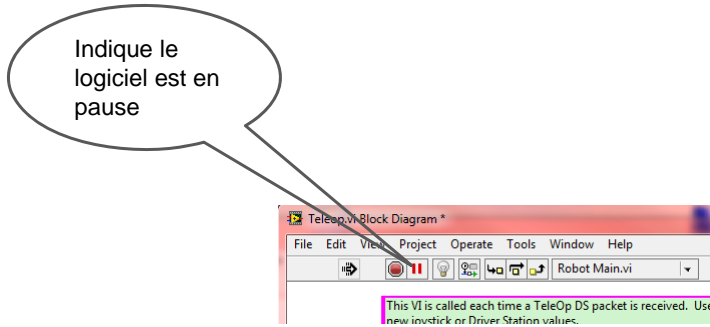 Indique le
logiciel est en
pause
Teleop.vi Block Diagram *
File Edit View Project Operate Tools Window Help
Robot Main.vi
This VI is called each time a TeleOp DS packet is received. Use
new joystick or Driver Station values.